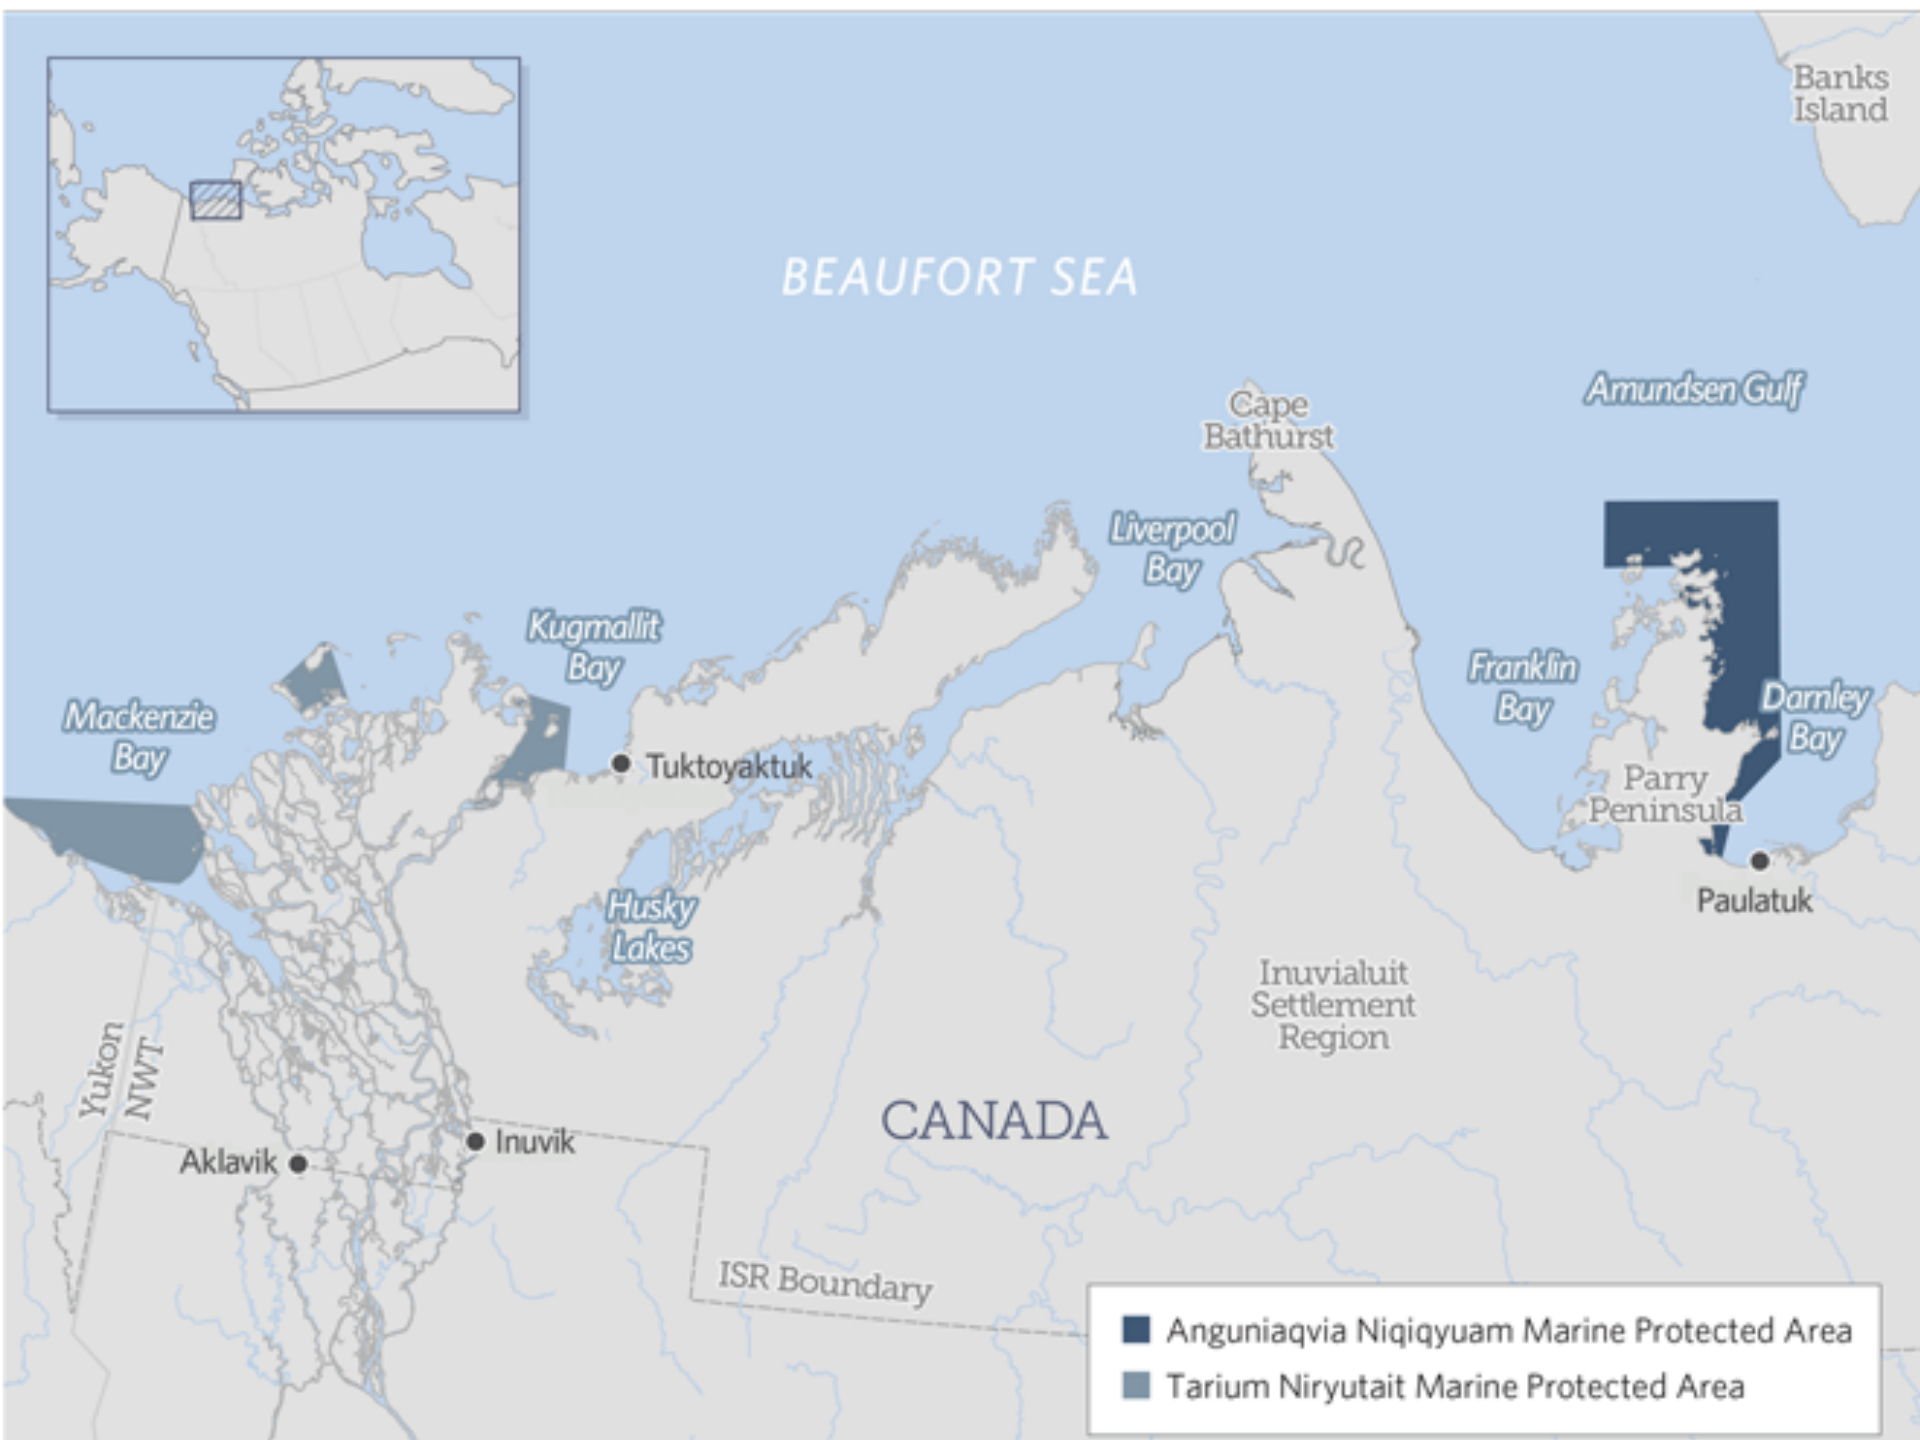 Banks
Island
BEAUFORT SEA
Amundsen Gulf
Cape
Bathurst
Liverpool
Bay
Kugmallit
Bay
Franklin
Bay
Darnley
Bay
Mackenzie
Bay
Tuktoyaktuk
Parry
Peninsula
Paulatuk
Husky
Lakes
Inuvialuit
Settlement
Region
Yukon
NWT
CANADA
Inuvik
Aklavik
ISR Boundary
Anguniaqvia Niqiqyuam Marine Protected Area
Tarium Niryutait Marine Protected Area